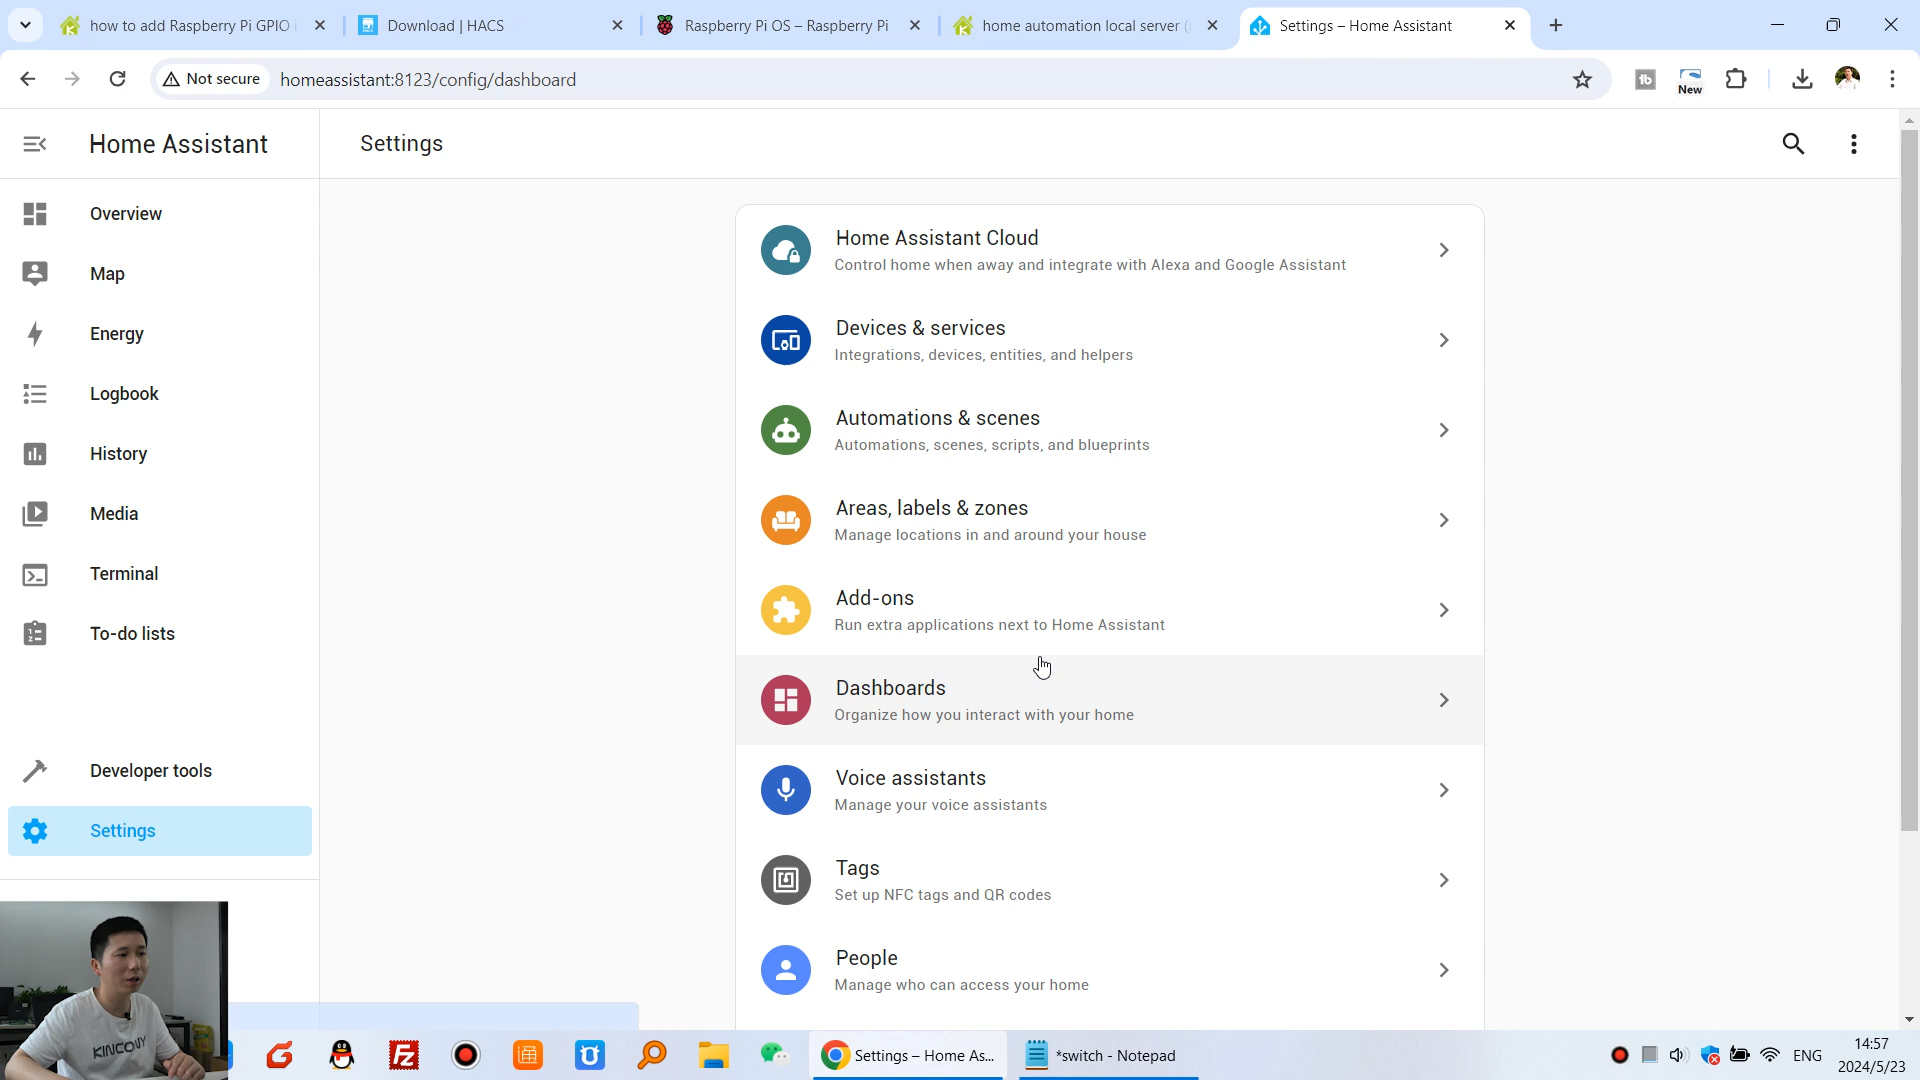 how to add Raspberry Pi GPIO
Download | HACS
Raspberry Pi OS – Raspberry Pi
home automation local server (
Settings – Home Assistant
Not secure
homeassistant:8123/config/dashboard
New
Home Assistant
Settings
Overview
Map
Energy
Logbook
History
Media
Terminal
To-do lists
Developer tools
Settings
Home Assistant Cloud
Control home when away and integrate with Alexa and Google Assistant
Devices & services
Integrations, devices, entities, and helpers
Automations & scenes
Automations, scenes, scripts, and blueprints
Areas, labels & zones
Manage locations in and around your house
Add-ons
Run extra applications next to Home Assistant
Dashboards
Organize how you interact with your home
Voice assistants
Manage your voice assistants
Tags
Set up NFC tags and QR codes
People
Manage who can access your home
KINCONY
Settings – Home As...
*switch - Notepad
ENG
14:57
2024/5/23